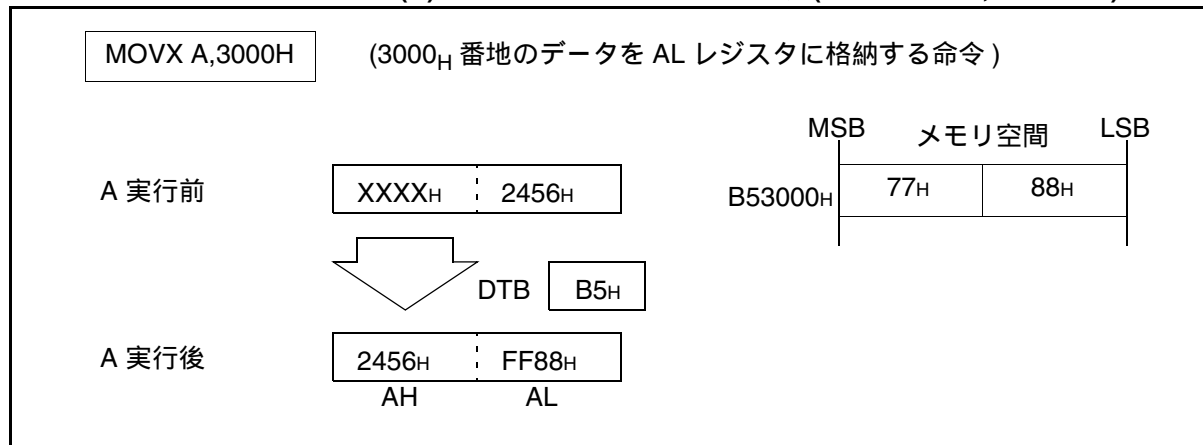 MOVX A,3000H (3000H 番地のデータを AL レジスタに格納する命令 )
MSB メモリ空間 LSB
A 実行前 XXXXH 2456H B53000H 77H 88H
DTB B5H
A 実行後 2456H FF88H
AH AL